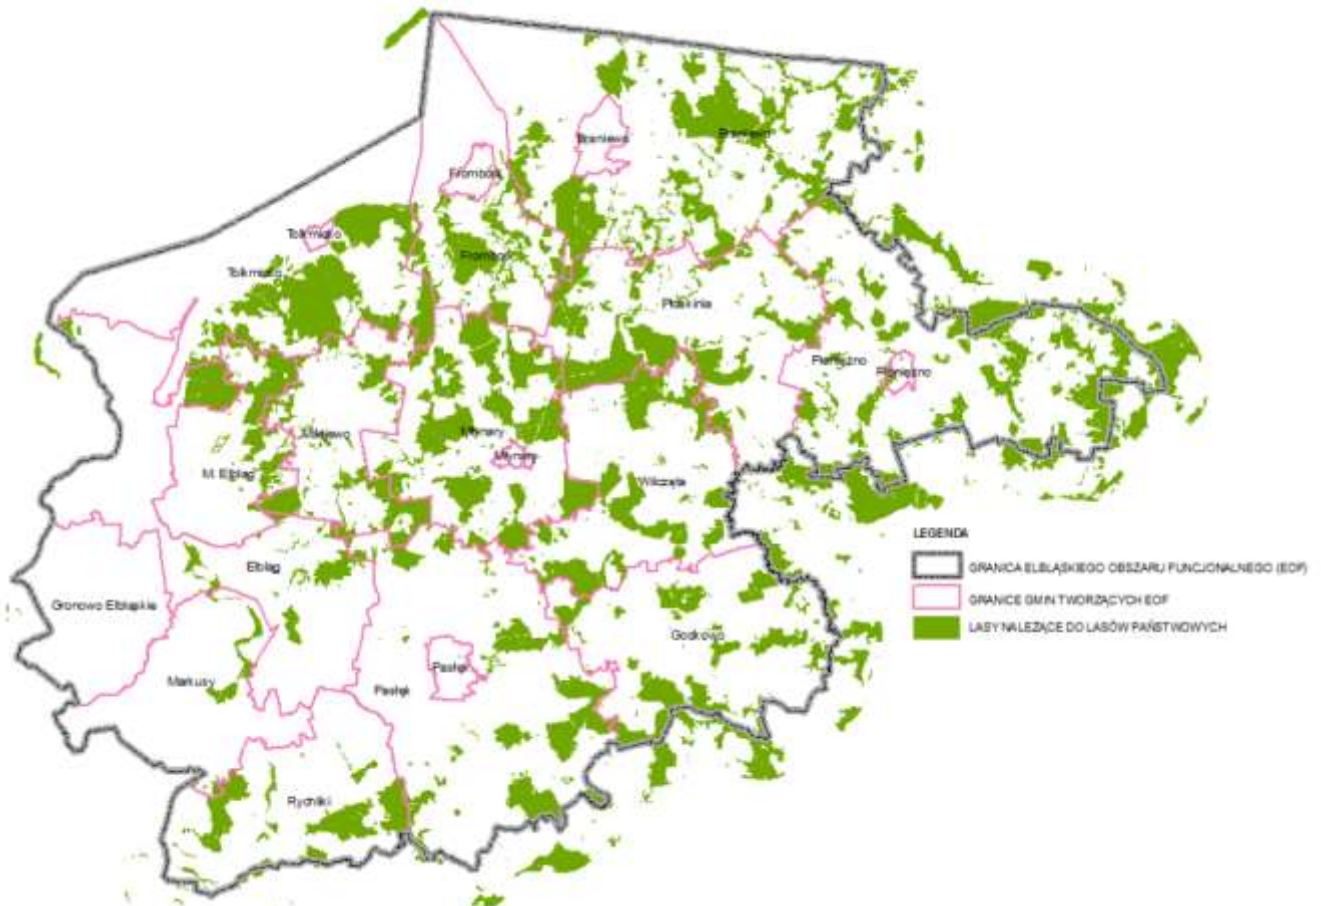 Braniewo
Braniewo
Frombork
Tolkmicko
Frombork
Tolkmicko
Płoskinia
Pieniężno
Pieniężno
Milejewo
Młynary
Młynary
M. Elbląg
Wilczęta
LEGENDA
GRANICA ELBLĄSKIEGO OBSZARU FUNCJONALNEGO (EOF)
Elbląg
GRANICE GMIN TWORZĄCYCH EOF
Gronowo Elbląskie
LASY NALEŻĄCE DO LASÓW PAŃSTWOWYCH
Godkowo
Pasłęk
Markusy
Pasłęk
Rychliki